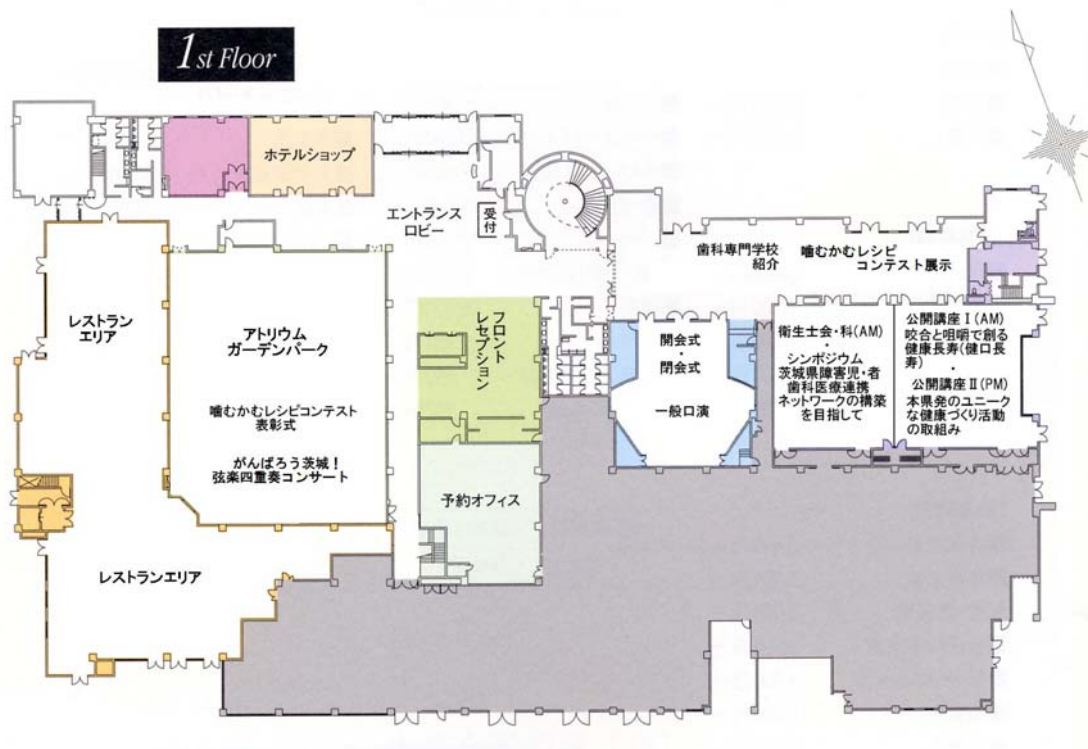 1st Floor
ホテルショップ
エントランス
ロビー
受付
歯科専門学校
紹介
噛むかむレシピ
コンテスト展示
レストラン
エリア
アトリウム
ガーデンパーク
噛むかむレシピコンテスト
表彰式
がんばろう茨城！
弦楽四重奏コンサート
フロント
レセプション
予約オフィス
開会式
・
閉会式
一般口演
衛生士会・科(AM)
・
シンポジウム
茨城県障害児・者
歯科医療連携
ネットワークの構築
を目指して
公開講座Ⅰ(AM)
咬合と咀嚼で創る
健康長寿(健口長
寿)
・
公開講座Ⅱ(PM)
本県発のユニーク
な健康づくり活動
の取組み
レストランエリア